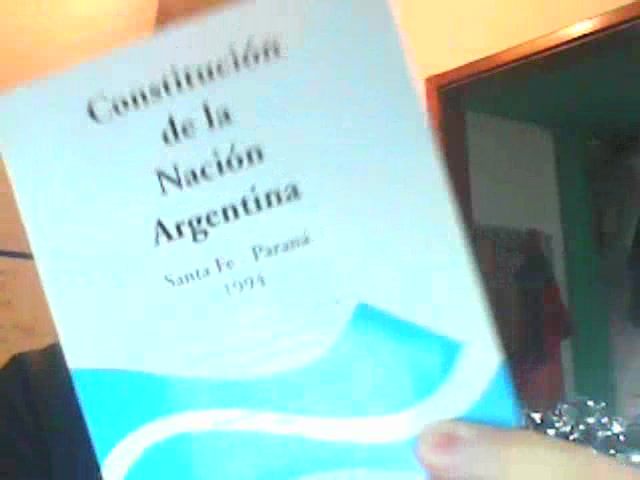 Constitución
de la
Nación
Argentina
Santa Fe Paraná
1994